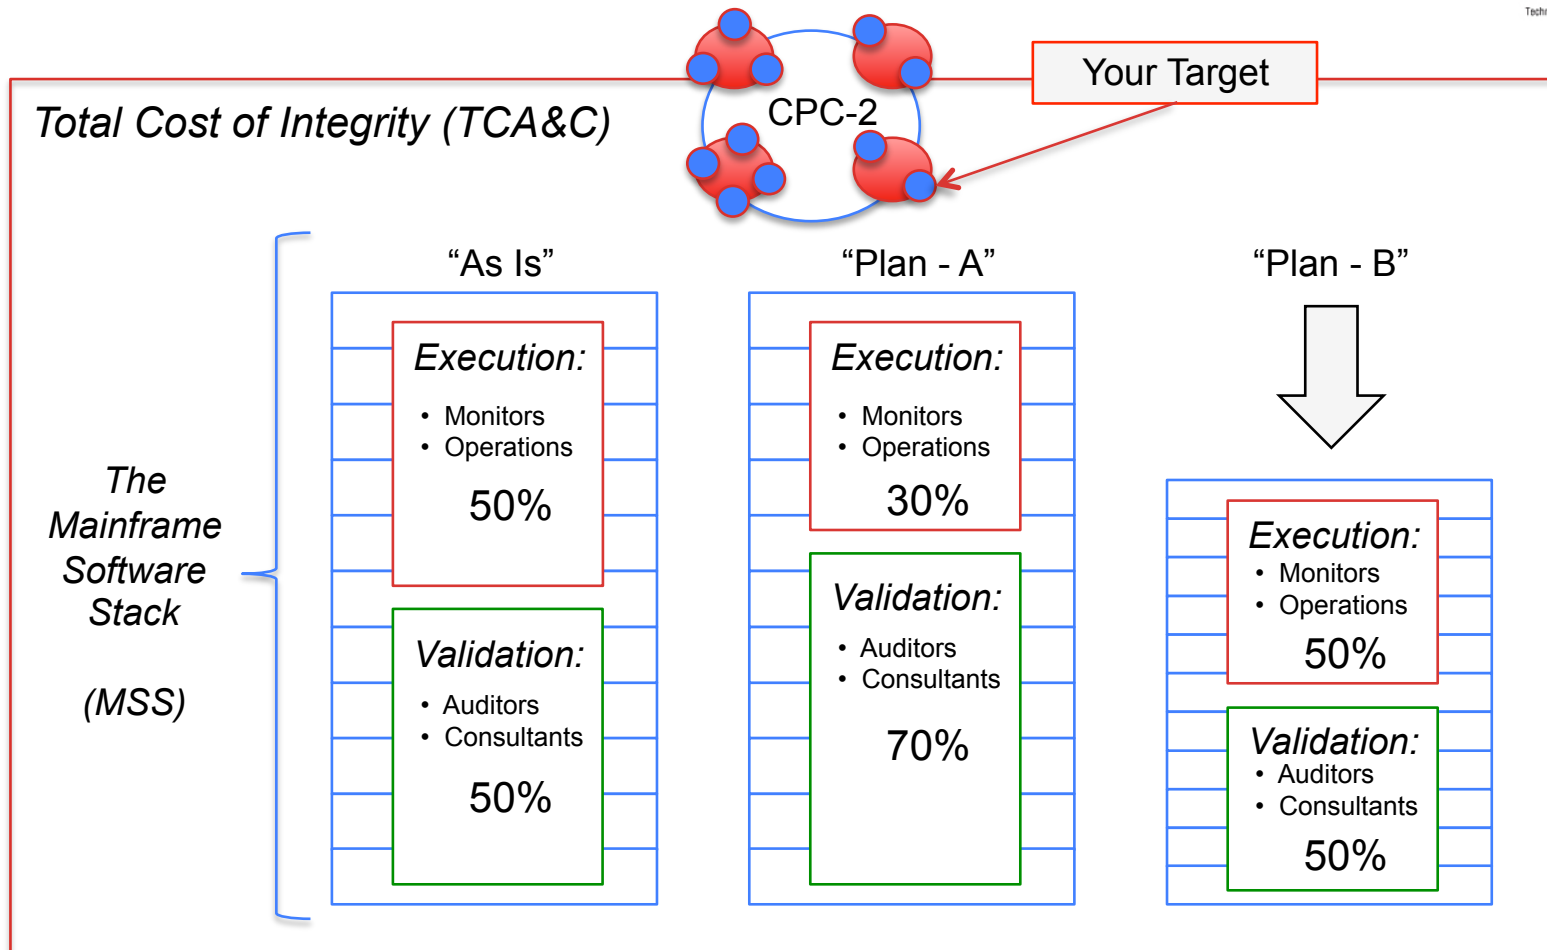 Total Cost of Integrity (TCA&C)
CPC-2
Your Target
“As Is”
“Plan - A”
“Plan - B”
The
Mainframe
Software
Stack
(MSS)
Execution:
• Monitors
• Operations
50%
Validation:
• Auditors
• Consultants
50%
Execution:
• Monitors
• Operations
30%
Validation:
• Auditors
• Consultants
70%
Execution:
• Monitors
• Operations
50%
Validation:
• Auditors
• Consultants
50%